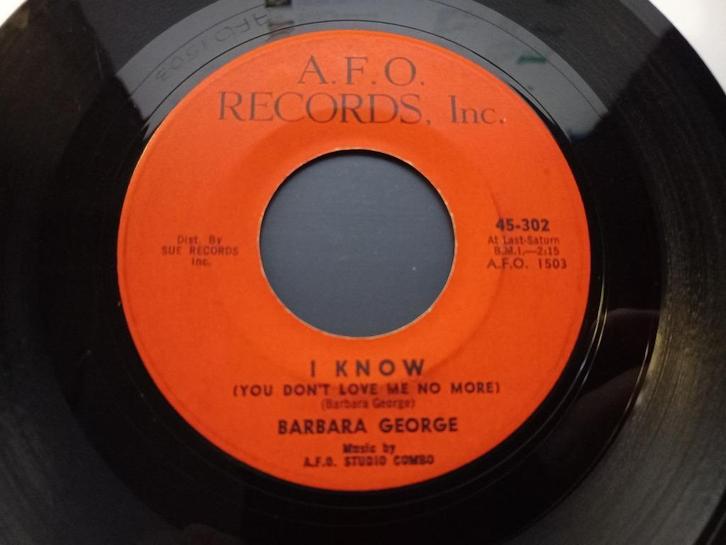 A.F.O.
RECORDS, Inc.
45-302
At Last-Saturn
B.M.I.—2:15
A.F.O. 1503
Dist. By
SUE RECORDS
Inc.
I KNOW
(YOU DON'T LOVE ME NO MORE)
(Barbara George)
BARBARA GEORGE
Music by
A.F.O. STUDIO COMBO